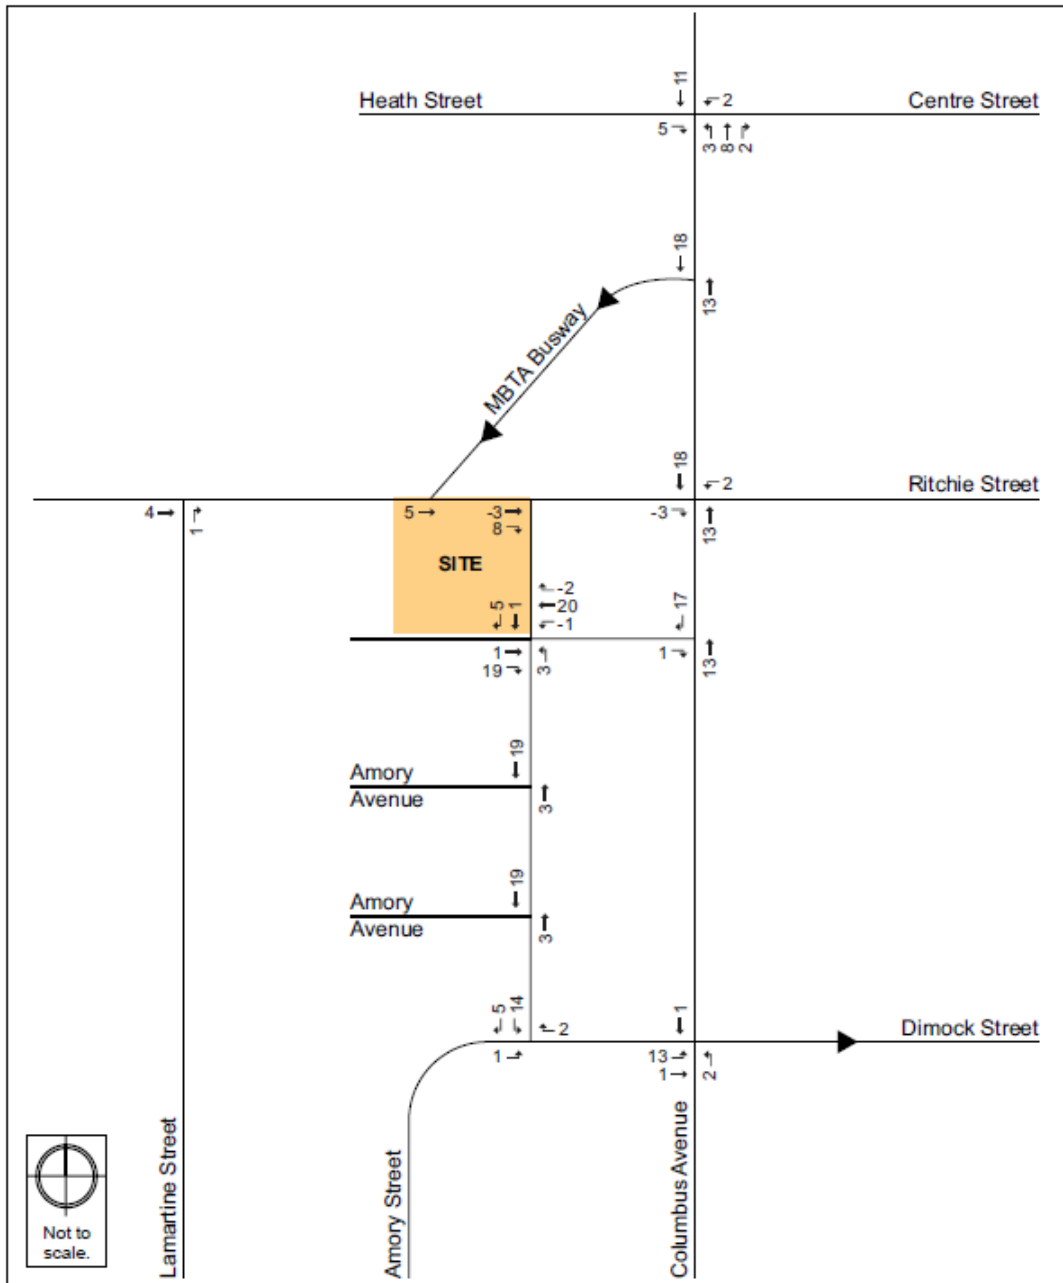 11
Heath Street
2
Centre Street
5
3
8
2
18
13
MBTA Busway
18
2
Ritchie Street
4
1
5
-3
8
-3
13
SITE
-2
5
1
20
-1
17
1
19
3
1
13
19
Amory
Avenue
3
19
Amory
Avenue
3
5
14
2
1
Dimock Street
1
13
1
2
Lamartine Street
Amory Street
Columbus Avenue
Not to
scale.